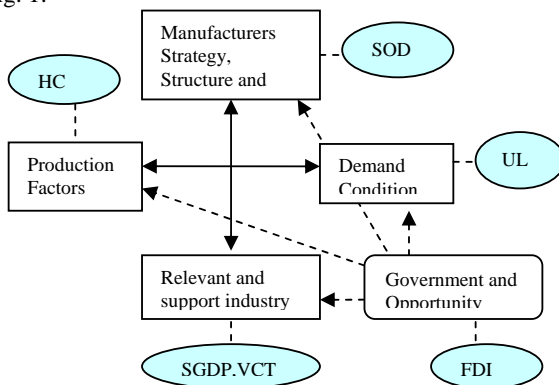 g. 1.
Manufacturers
Strategy,
Structure and
SOD
HC
Production
Factors
Demand
Condition
UL
Relevant and
support industry
Government and
Opportunity
SGDP.VCT
FDI